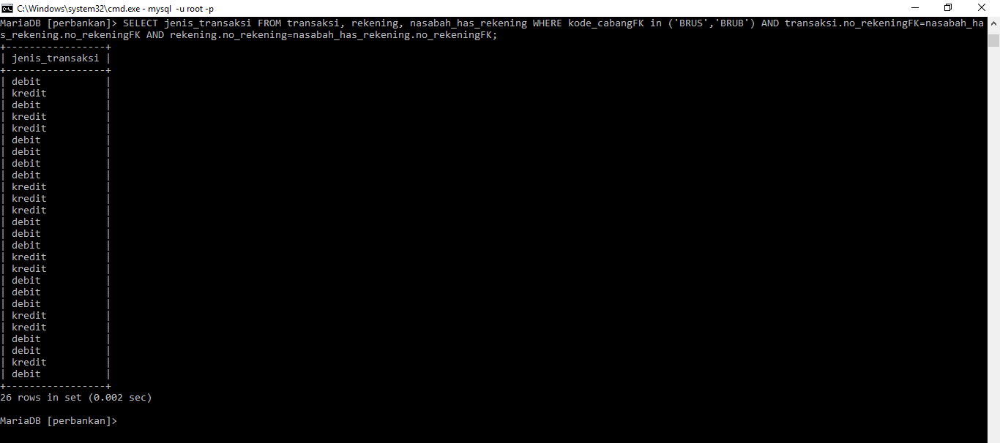 C:\Windows\system32\cmd.exe - mysql -u root -p
MariaDB [perbankan]> SELECT jenis_transaksi FROM transaksi, rekening, nasabah_has_rekening WHERE kode_cabangFK in ('BRUS','BRUB') AND transaksi.no_rekeningFK=nasabah_ha
s_rekening.no_rekeningFK AND rekening.no_rekening=nasabah_has_rekening.no_rekeningFK;
+-----------------+
| jenis_transaksi |
+-----------------+
| debit           |
| kredit          |
| debit           |
| kredit          |
| kredit          |
| debit           |
| debit           |
| debit           |
| debit           |
| kredit          |
| kredit          |
| kredit          |
| debit           |
| debit           |
| debit           |
| kredit          |
| kredit          |
| debit           |
| debit           |
| debit           |
| kredit          |
| kredit          |
| debit           |
| debit           |
| kredit          |
| debit           |
+-----------------+
26 rows in set (0.002 sec)
MariaDB [perbankan]>